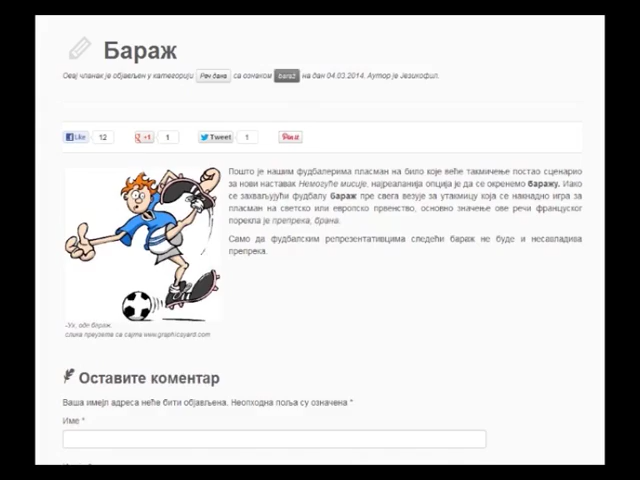 Бараж
Овај чланак је објављен у категорији Реч дана са ознаком baraž на дан 04.03.2014. Аутор је Језикофил.
Like 12 +1 1 Tweet 1 Pin it
Пошто је нашим фудбалерима пласман на било које веће такмичење постао сценарио
за нови наставак Немогуће мисије, најреалнија опција је да се окренемо баражу. Иако
се захваљујући фудбалу бараж пре свега везује за утакмицу која се накнадно игра за
пласман на светско или европско првенство, основно значење ове речи француског
порекла је препрека, брана.
Само да фудбалским репрезентативцима следећи бараж не буде и несавладива
препрека.
-Ух, оде бараж.
слика преузета са сајта www.graphicsyard.com
Оставите коментар
Ваша имејл адреса неће бити објављена. Неопходна поља су означена *
Име *